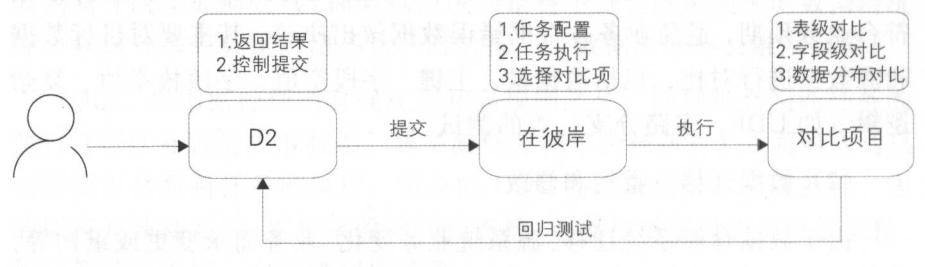 1.返回结果
2.控制提交
1.任务配置
2.任务执行
3.选择对比项
1.表级对比
2.字段级对比
3.数据分布对比
D2
提交
在彼岸
执行
对比项目
回归测试